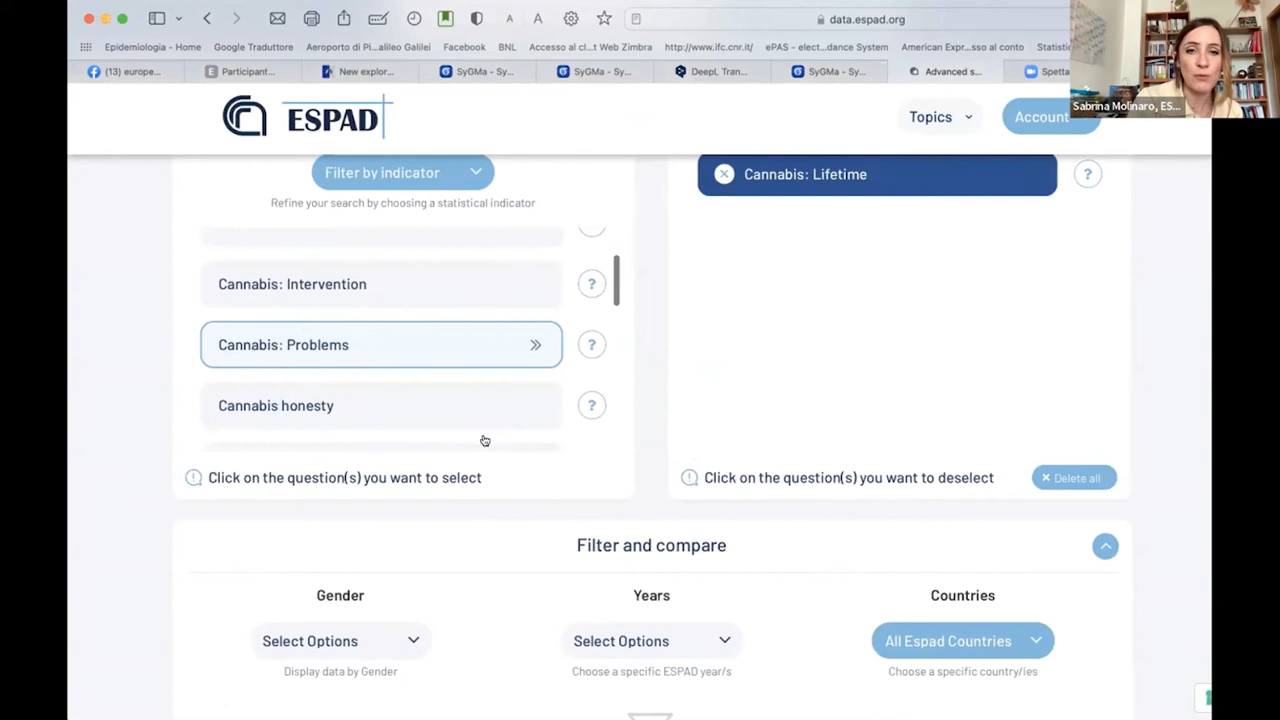 data.espad.org
Epidemiologia - Home
Google Traduttore
Aeroporto di Pi...alileo Galilei
Facebook
BNL
Accesso al cl...t Web Zimbra
http://www.ifc.cnr.it/
ePAS - elect...dance System
American Expr...sso al conto
Statistic
(13) europe...
Participant...
New explor...
SyGMa - Sy...
SyGMa - Sy...
DeepL Tran...
SyGMa - Sy...
Advanced s...
Spetta
Sabrina Molinaro, ES...
ESPAD
Topics
Account
Filter by indicator
Refine your search by choosing a statistical indicator
Cannabis: Lifetime
?
Cannabis: Intervention
?
Cannabis: Problems
?
Cannabis honesty
?
Click on the question(s) you want to select
Click on the question(s) you want to deselect
Delete all
Filter and compare
Gender
Years
Countries
Select Options
Select Options
All Espad Countries
Display data by Gender
Choose a specific ESPAD year/s
Choose a specific country/ies